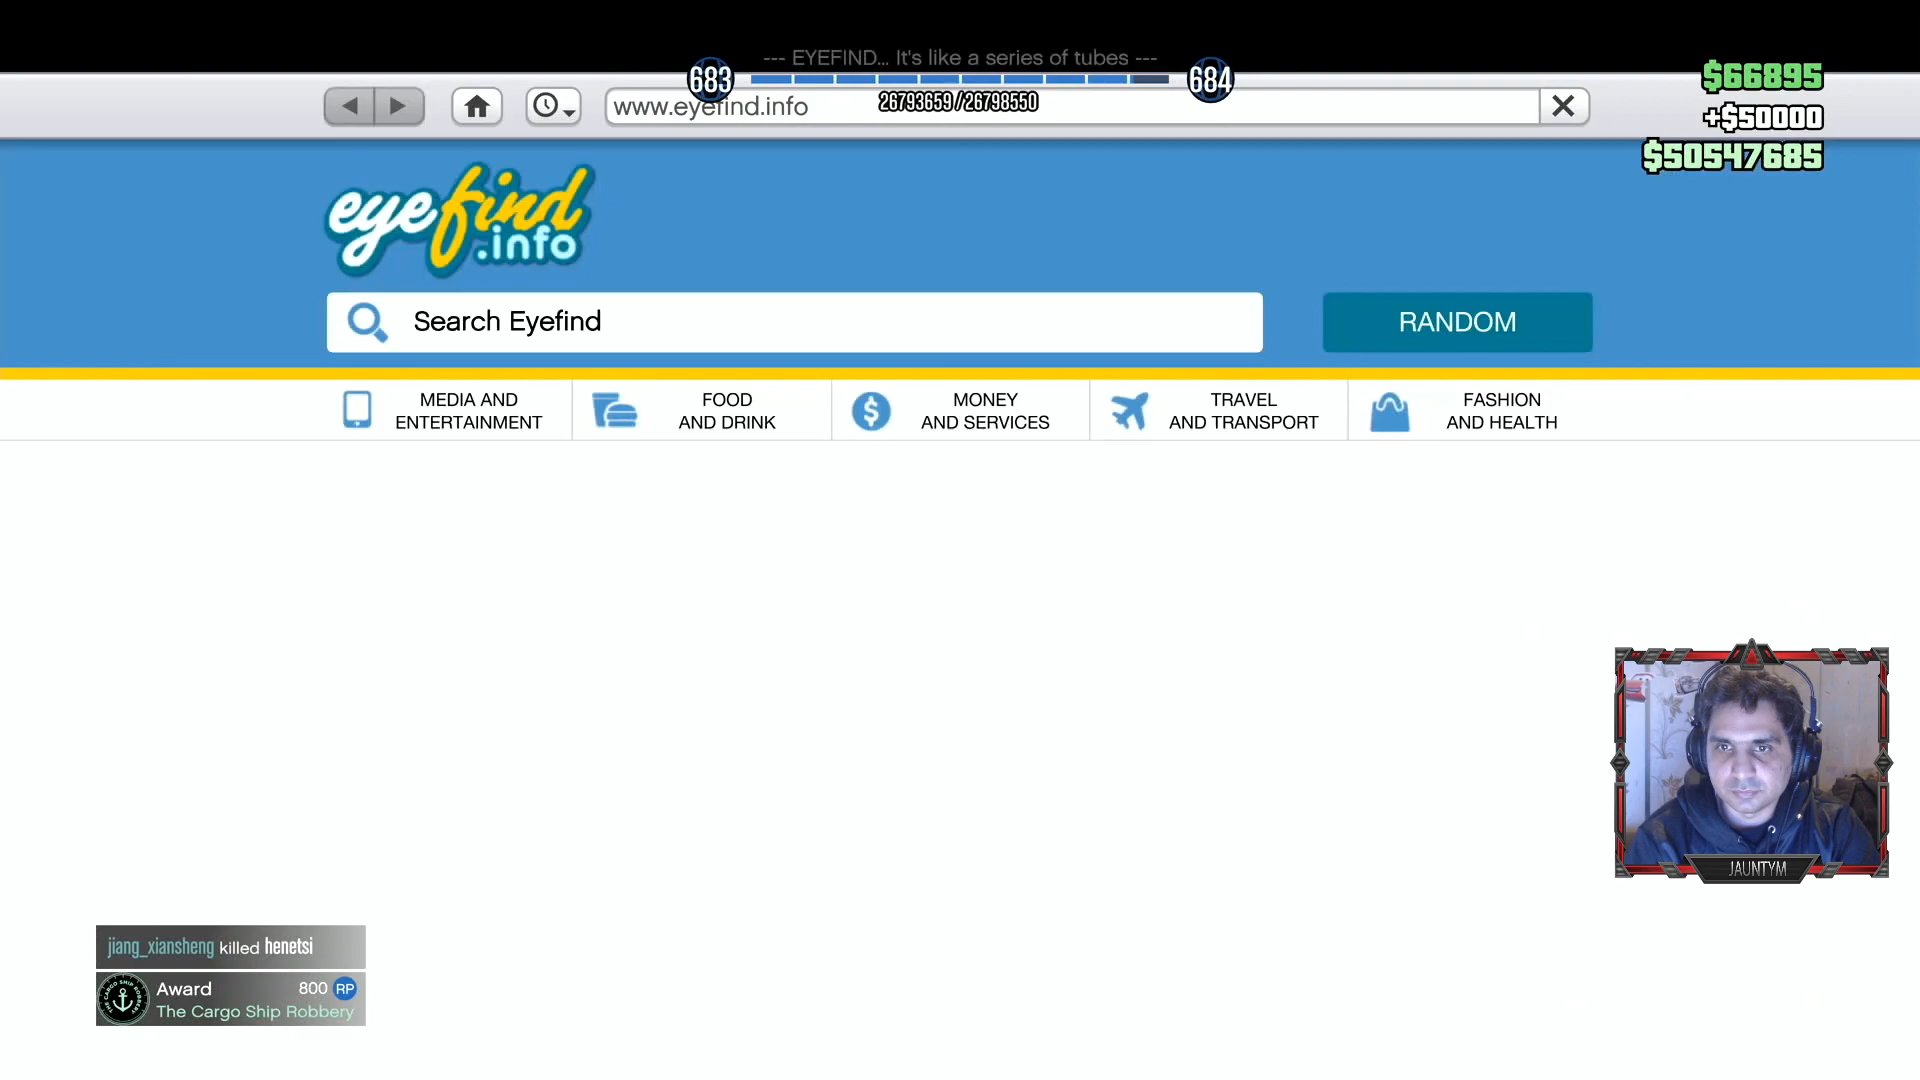 --- EYEFIND... It's like a series of tubes ---
683
684
26793659 / 26798550
www.eyefind.info
$66895
+$50000
$50547685
eyefind
.info
Search Eyefind
RANDOM
MEDIA AND
ENTERTAINMENT
FOOD
AND DRINK
MONEY
AND SERVICES
TRAVEL
AND TRANSPORT
FASHION
AND HEALTH
JAUNTYM
jiang_xiansheng killed henetsi
Award 800 RP
The Cargo Ship Robbery